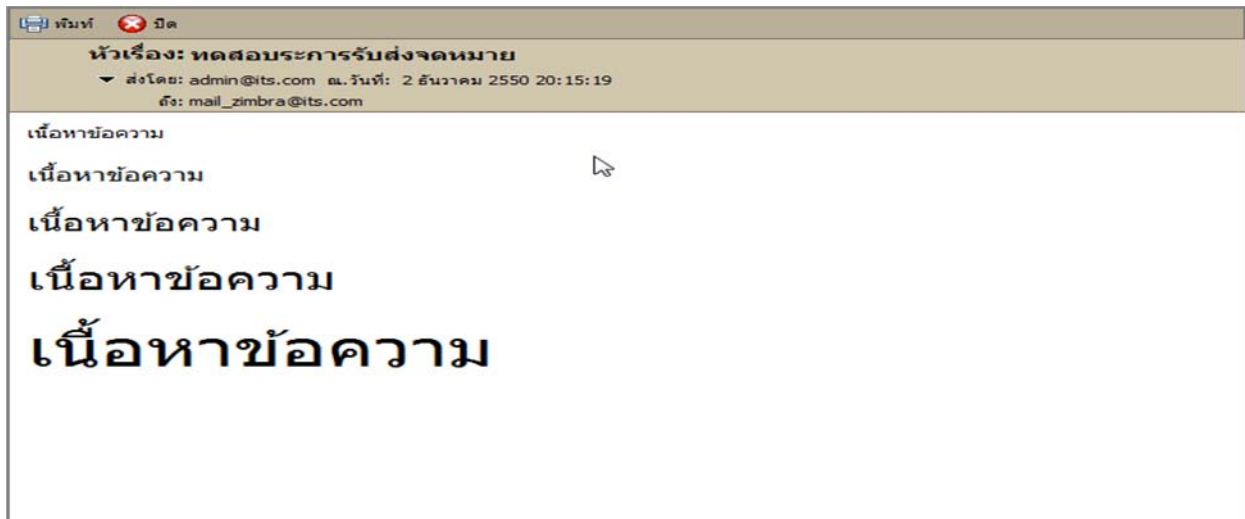 พิมพ์ ปิด
หัวเรื่อง: ทดสอบระการรับส่งจดหมาย
ส่งโดย: admin@its.com ณ.วันที่: 2 ธันวาคม 2550 20:15:19
ถึง: mail_zimbra@its.com
เนื้อหาข้อความ
เนื้อหาข้อความ
เนื้อหาข้อความ
เนื้อหาข้อความ
เนื้อหาข้อความ